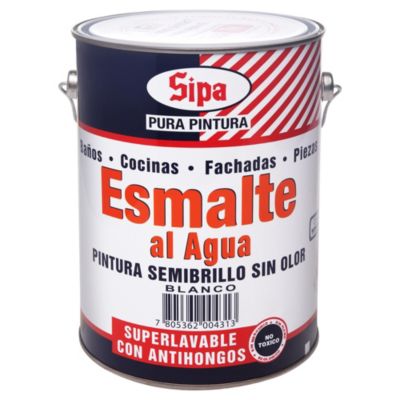 Sipa
PURA PINTURA
Baños • Cocinas • Fachadas • Piezas
Esmalte
al Agua
PINTURA SEMIBRILLO SIN OLOR
BLANCO
7 805362 004313
SUPERLAVABLE
CON ANTIHONGOS
NO
TOXICO